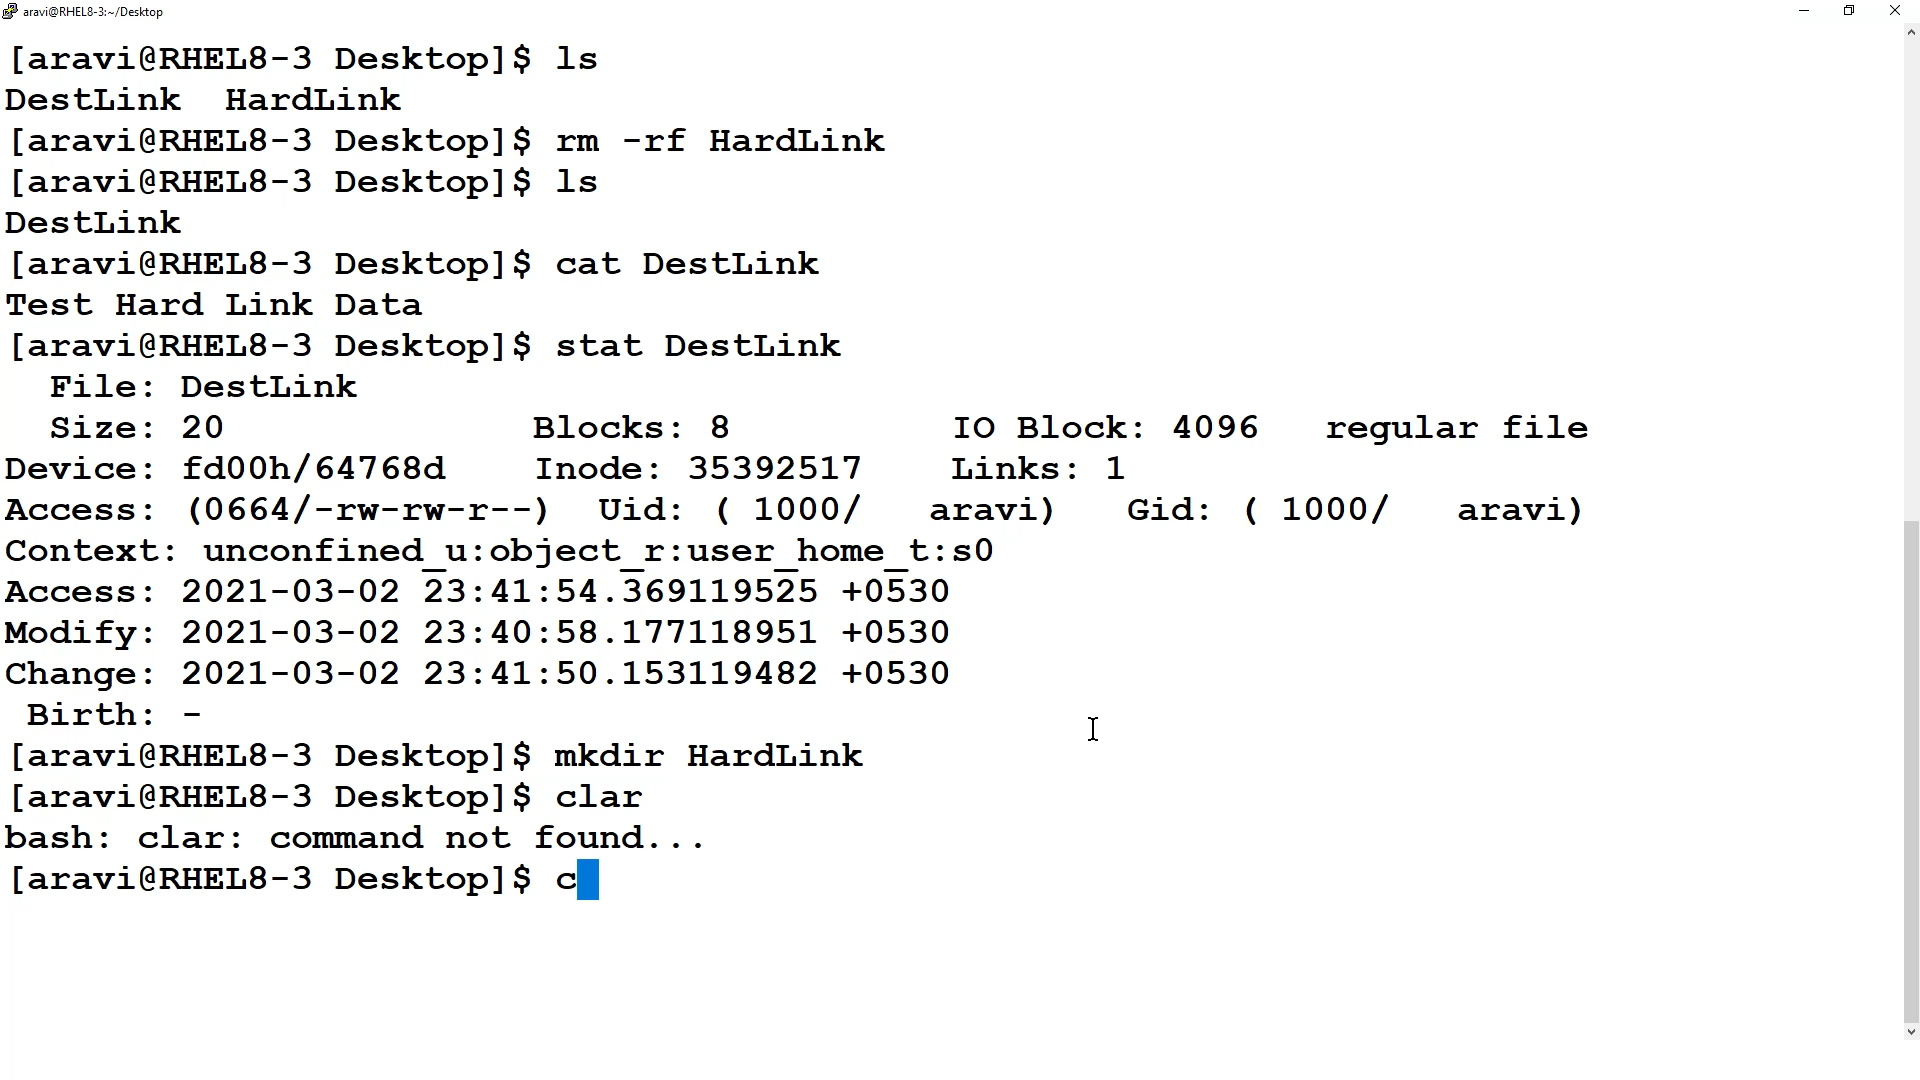 aravi@RHEL8-3:~/Desktop
[aravi@RHEL8-3 Desktop]$ ls
DestLink  HardLink
[aravi@RHEL8-3 Desktop]$ rm -rf HardLink
[aravi@RHEL8-3 Desktop]$ ls
DestLink
[aravi@RHEL8-3 Desktop]$ cat DestLink
Test Hard Link Data
[aravi@RHEL8-3 Desktop]$ stat DestLink
  File: DestLink
  Size: 20              Blocks: 8          IO Block: 4096   regular file
Device: fd00h/64768d    Inode: 35392517    Links: 1
Access: (0664/-rw-rw-r--)  Uid: ( 1000/   aravi)   Gid: ( 1000/   aravi)
Context: unconfined_u:object_r:user_home_t:s0
Access: 2021-03-02 23:41:54.369119525 +0530
Modify: 2021-03-02 23:40:58.177118951 +0530
Change: 2021-03-02 23:41:50.153119482 +0530
 Birth: -
[aravi@RHEL8-3 Desktop]$ mkdir HardLink
[aravi@RHEL8-3 Desktop]$ clar
bash: clar: command not found...
[aravi@RHEL8-3 Desktop]$ c